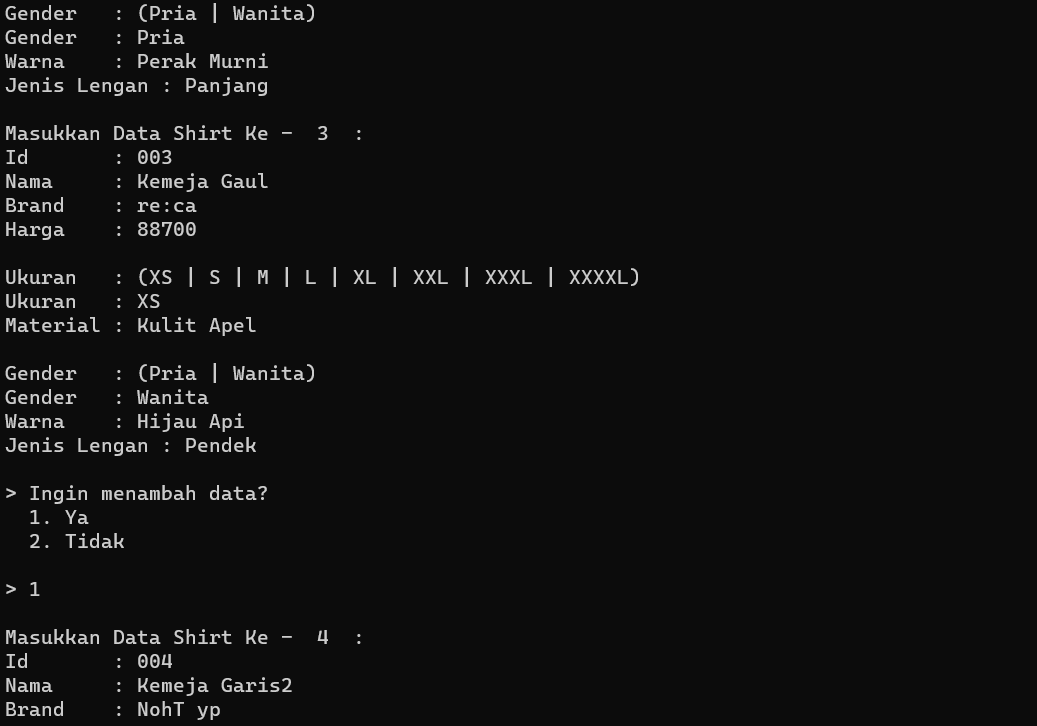 Gender   : (Pria | Wanita)
Gender   : Pria
Warna    : Perak Murni
Jenis Lengan : Panjang

Masukkan Data Shirt Ke -  3  :
Id       : 003
Nama     : Kemeja Gaul
Brand    : re:ca
Harga    : 88700

Ukuran   : (XS | S | M | L | XL | XXL | XXXL | XXXXL)
Ukuran   : XS
Material : Kulit Apel

Gender   : (Pria | Wanita)
Gender   : Wanita
Warna    : Hijau Api
Jenis Lengan : Pendek

> Ingin menambah data?
  1. Ya
  2. Tidak

> 1

Masukkan Data Shirt Ke -  4  :
Id       : 004
Nama     : Kemeja Garis2
Brand    : NohT yp